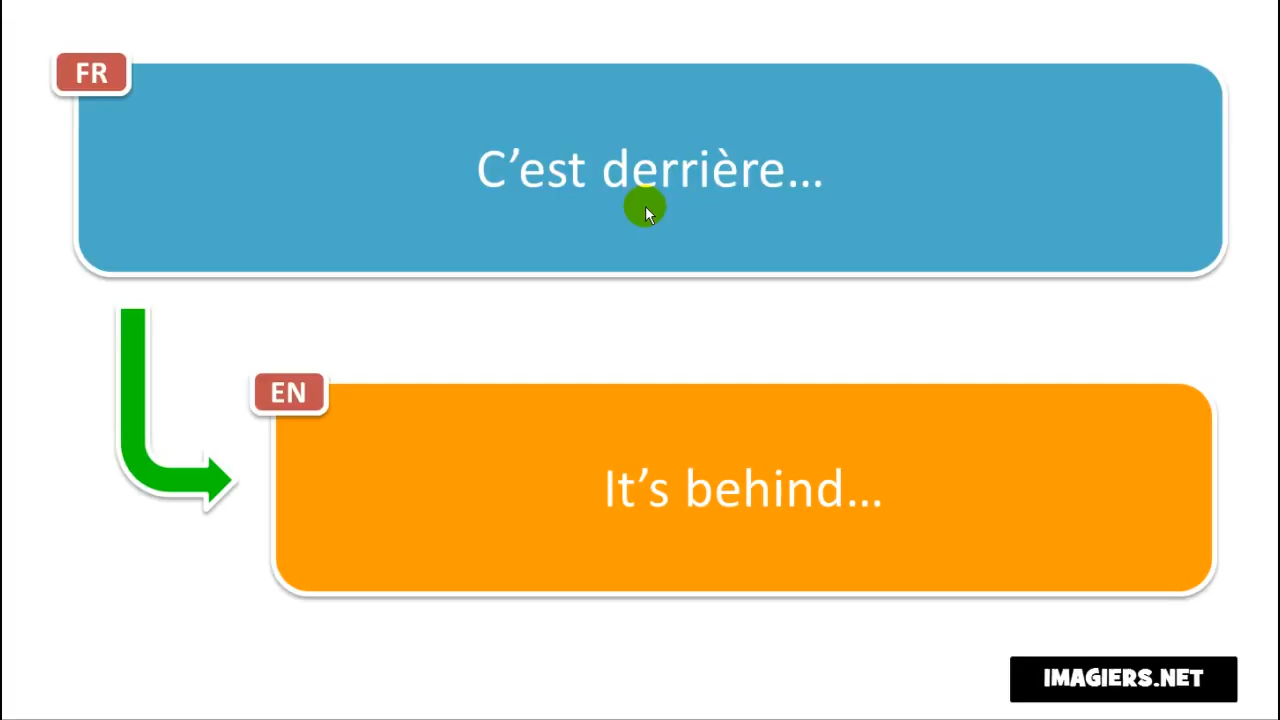 FR
C’est derrière...
EN
It’s behind...
IMAGIERS.NET